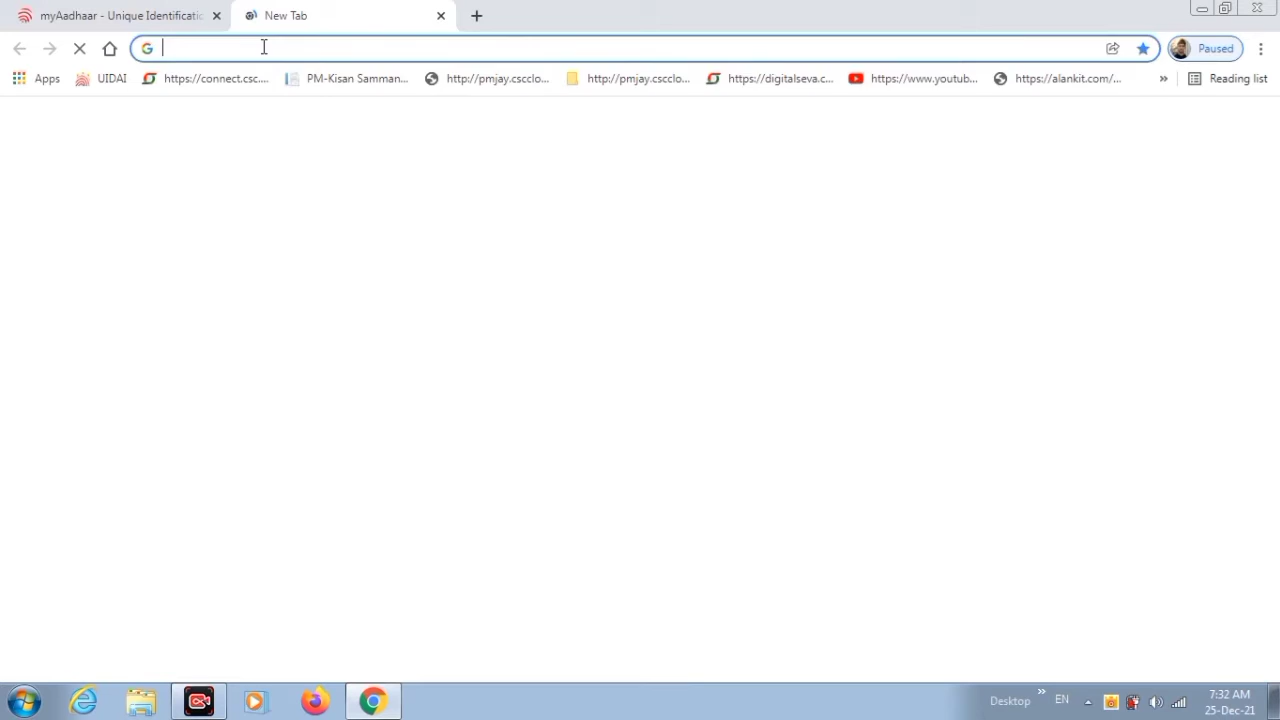 myAadhaar - Unique Identificatio
New Tab
Paused
Apps
UIDAI
https://connect.csc....
PM-Kisan Samman...
http://pmjay.cscclo...
http://pmjay.csccloc...
https://digitalseva.c...
https://www.youtub...
https://alankit.com/...
»
Reading list
Desktop
»
EN
7:32 AM
25-Dec-21